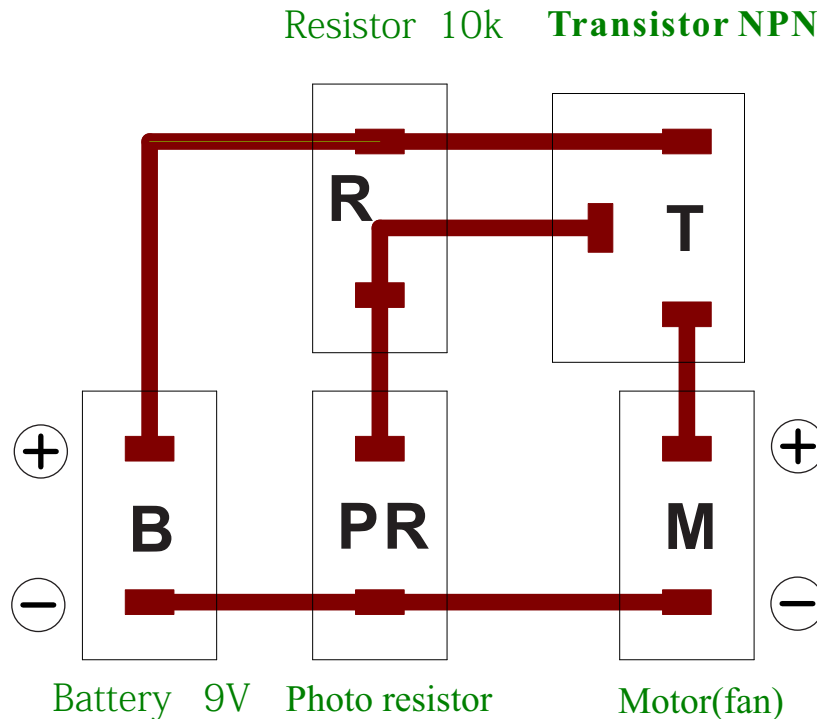 Resistor 10k Transistor NPN
R
T
+ +
B PR M
− −
Battery 9V Photo resistor Motor(fan)